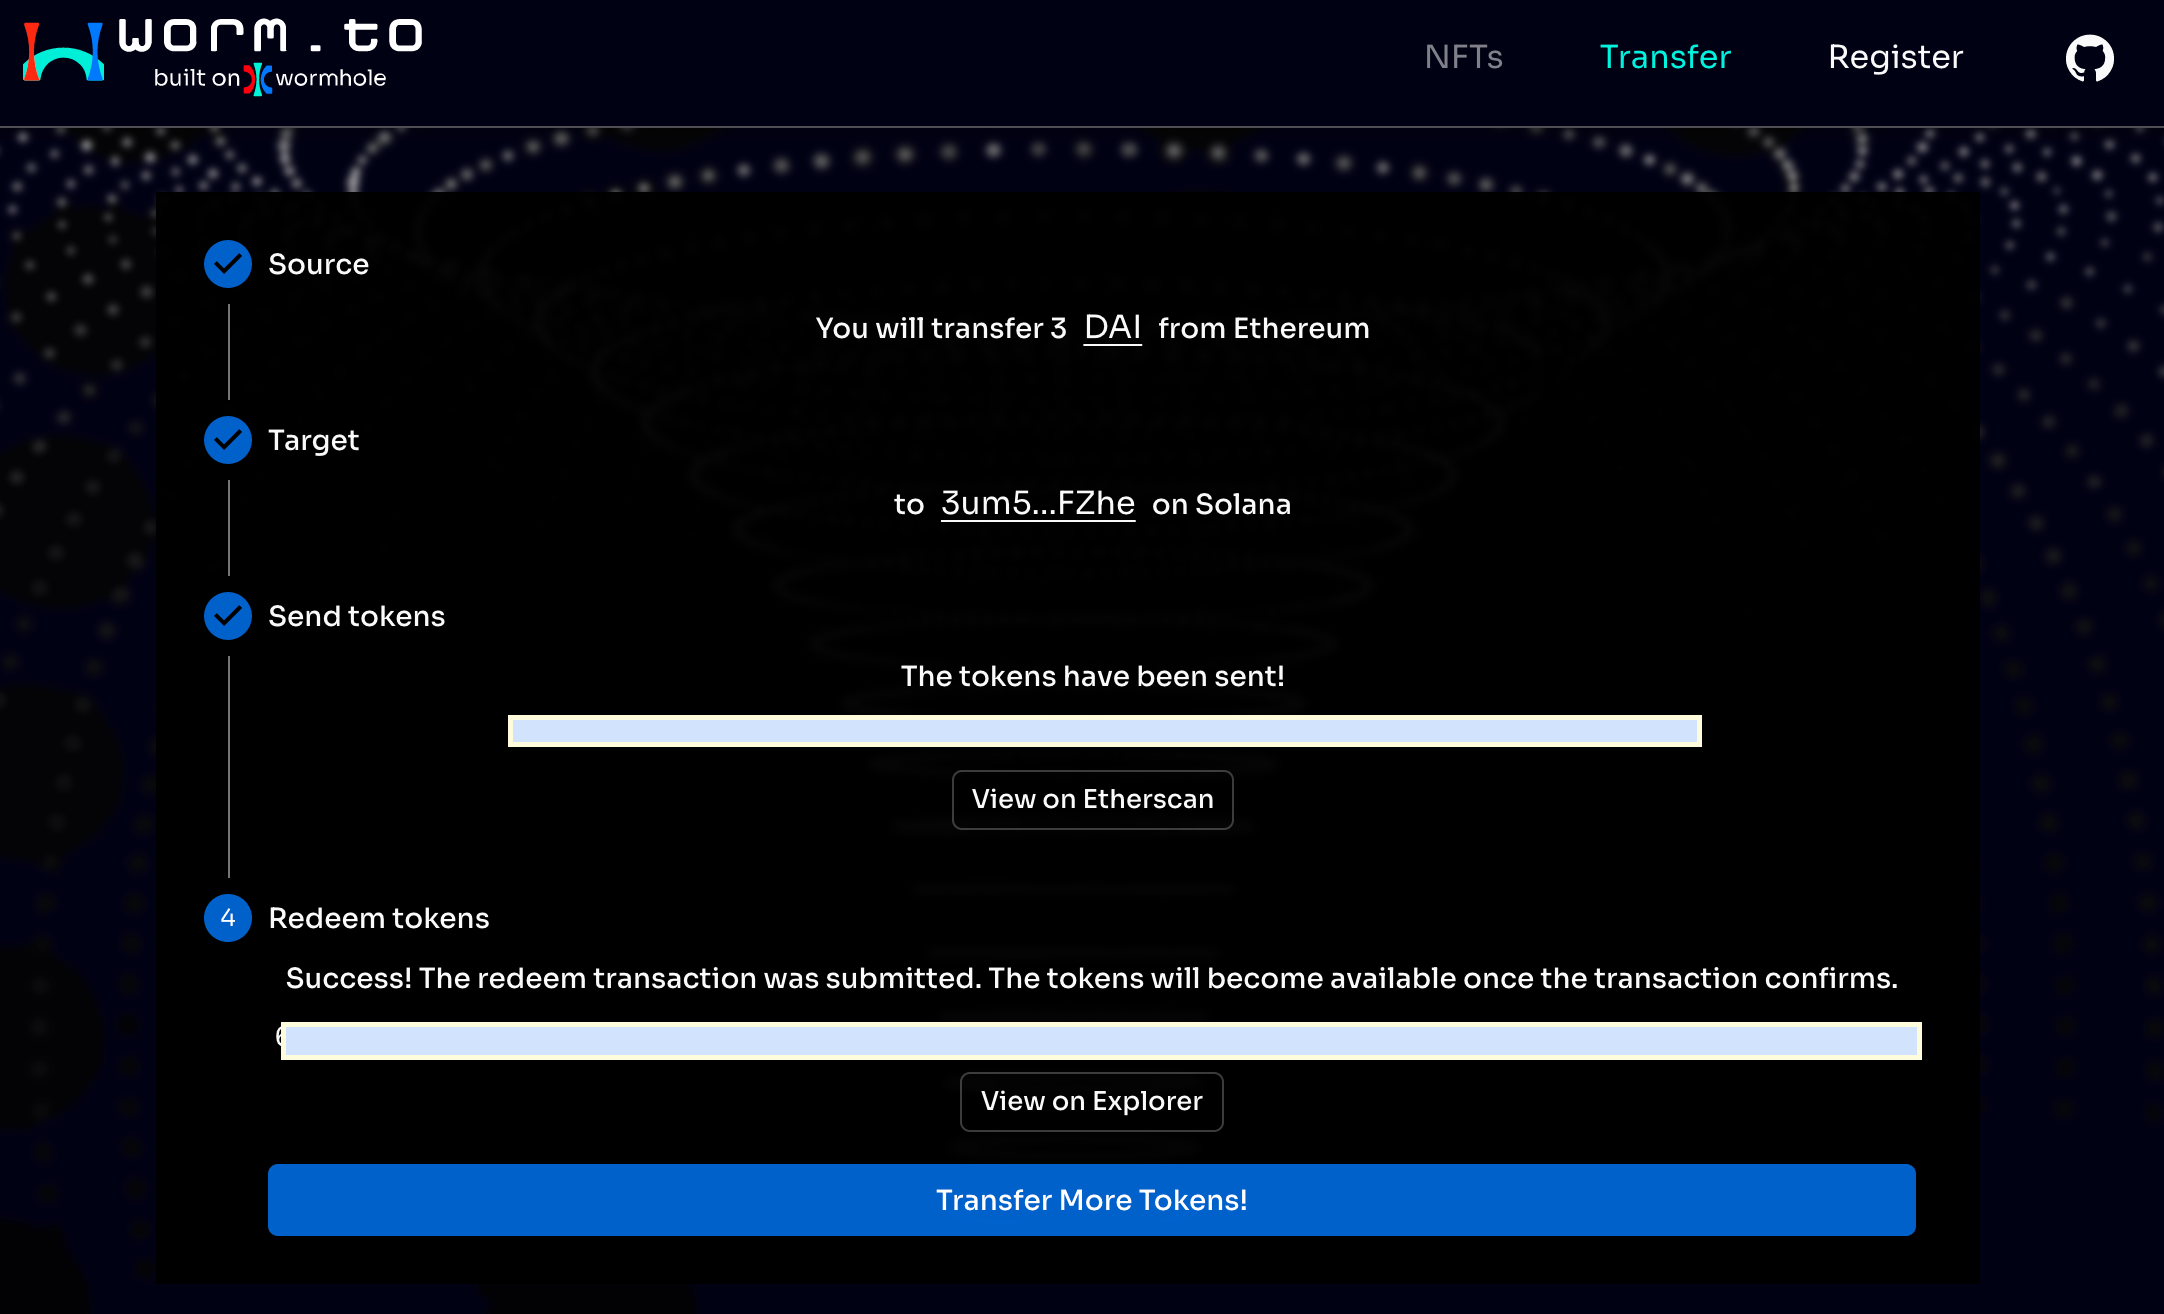 worm.to
built on wormhole
NFTs Transfer Register
Source
You will transfer 3 DAI from Ethereum
Target
to 3um5...FZhe on Solana
Send tokens
The tokens have been sent!
View on Etherscan
4 Redeem tokens
Success! The redeem transaction was submitted. The tokens will become available once the transaction confirms.
View on Explorer
Transfer More Tokens!